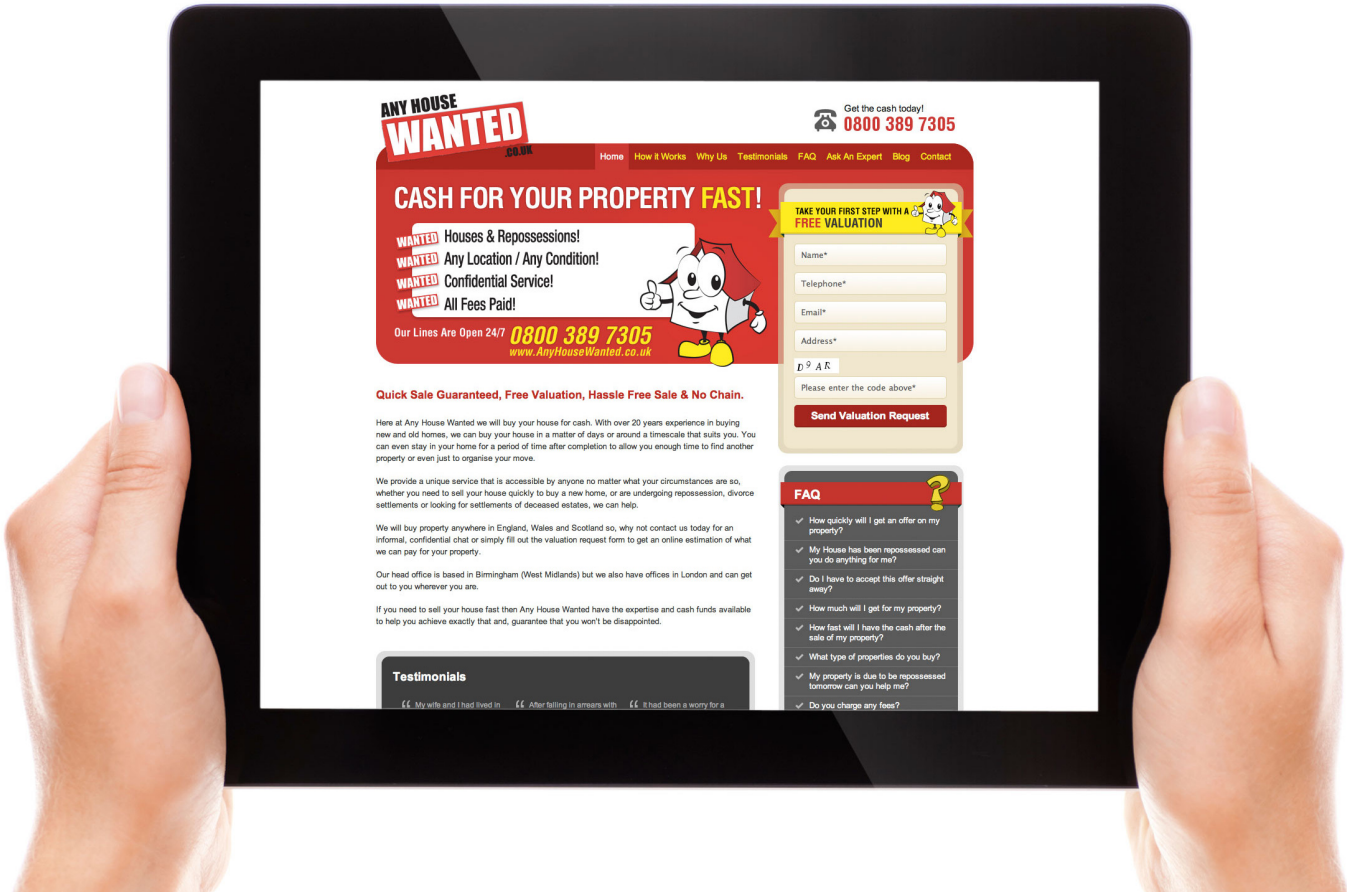 ANY HOUSE
WANTED
.CO.UK
Get the cash today!
0800 389 7305
Home How it Works Why Us Testimonials FAQ Ask An Expert Blog Contact
CASH FOR YOUR PROPERTY FAST!
WANTED Houses & Repossessions!
WANTED Any Location / Any Condition!
WANTED Confidential Service!
WANTED All Fees Paid!
Our Lines Are Open 24/7 0800 389 7305
www.AnyHouseWanted.co.uk
TAKE YOUR FIRST STEP WITH A
FREE VALUATION
Name*
Telephone*
Email*
Address*
D9AR
Please enter the code above*
Send Valuation Request
Quick Sale Guaranteed, Free Valuation, Hassle Free Sale & No Chain.
Here at Any House Wanted we will buy your house for cash. With over 20 years experience in buying
new and old homes, we can buy your house in a matter of days or around a timescale that suits you. You
can even stay in your home for a period of time after completion to allow you enough time to find another
property or even just to organise your move.
We provide a unique service that is accessible by anyone no matter what your circumstances are so,
whether you need to sell your house quickly to buy a new home, or are undergoing repossession, divorce
settlements or looking for settlements of deceased estates, we can help.
We will buy property anywhere in England, Wales and Scotland so, why not contact us today for an
informal, confidential chat or simply fill out the valuation request form to get an online estimation of what
we can pay for your property.
Our head office is based in Birmingham (West Midlands) but we also have offices in London and can get
out to you wherever you are.
If you need to sell your house fast then Any House Wanted have the expertise and cash funds available
to help you achieve exactly that and, guarantee that you won't be disappointed.
FAQ
How quickly will I get an offer on my
property?
My House has been repossessed can
you do anything for me?
Do I have to accept this offer straight
away?
How much will I get for my property?
How fast will I have the cash after the
sale of my property?
What type of properties do you buy?
My property is due to be repossessed
tomorrow can you help me?
Do you charge any fees?
Testimonials
“ My wife and I had lived in “ After falling in arrears with “ It had been a worry for a